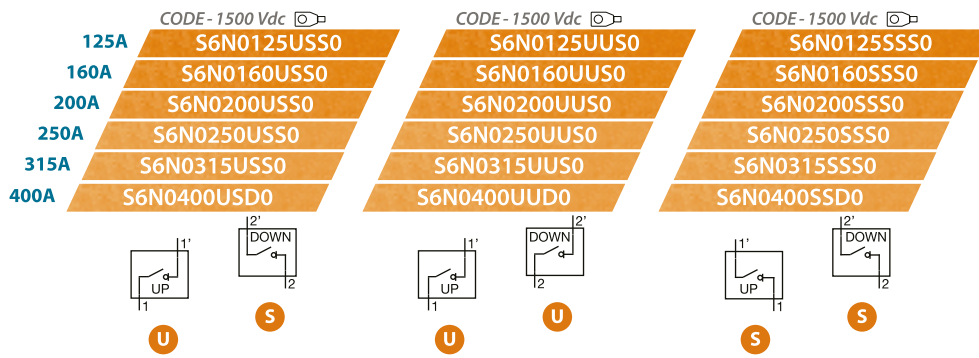 CODE - 1500 Vdc CODE - 1500 Vdc CODE - 1500 Vdc
125A S6N0125USS0 S6N0125UUS0 S6N0125SSS0
160A S6N0160USS0 S6N0160UUS0 S6N0160SSS0
200A S6N0200USS0 S6N0200UUS0 S6N0200SSS0
250A S6N0250USS0 S6N0250UUS0 S6N0250SSS0
315A S6N0315USS0 S6N0315UUS0 S6N0315SSS0
400A S6N0400USD0 S6N0400UUD0 S6N0400SSD0
1'
UP
1
U
2'
DOWN
2
S
1'
UP
1
U
2'
DOWN
2
U
1'
UP
1
S
2'
DOWN
2
S